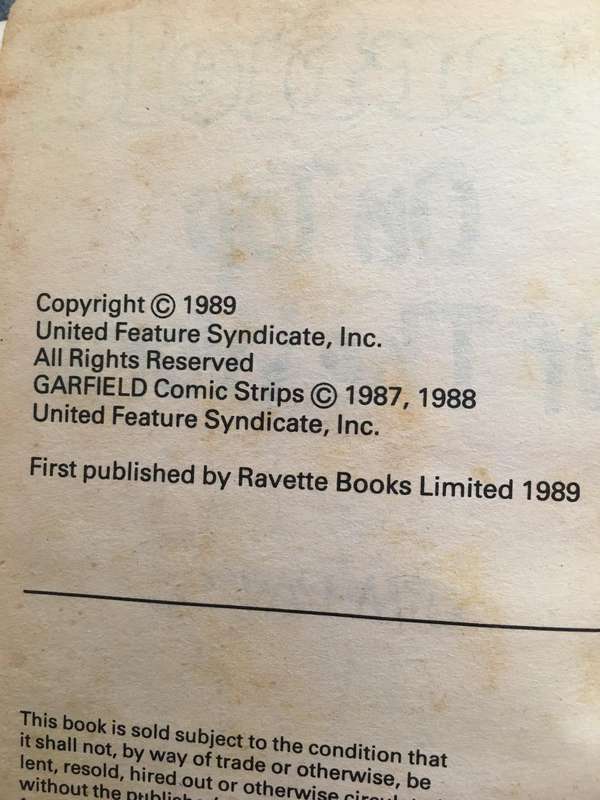 Copyright © 1989
United Feature Syndicate, Inc.
All Rights Reserved
GARFIELD Comic Strips © 1987, 1988
United Feature Syndicate, Inc.
First published by Ravette Books Limited 1989
This book is sold subject to the condition that
it shall not, by way of trade or otherwise, be
lent, resold, hired out or otherwise
without the